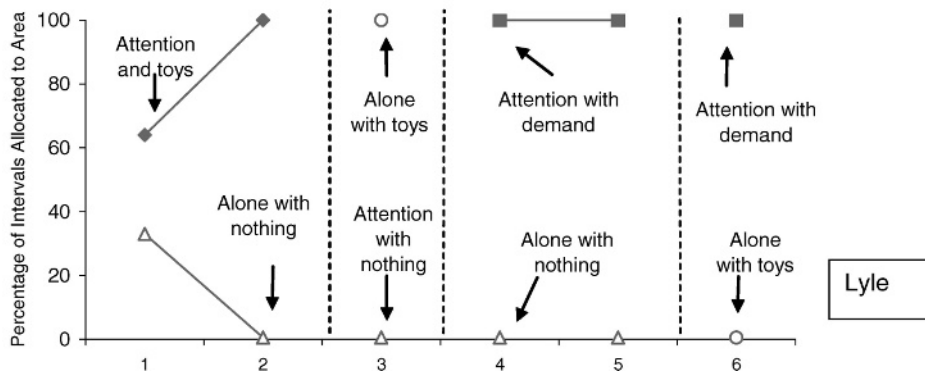 Percentage of Intervals Allocated to Area
100
80
60
40
20
0
Attention
and toys
Alone with
nothing
Alone
with toys
Attention
with
nothing
Attention with
demand
Alone with
nothing
Attention with
demand
Alone
with toys
Lyle
1
2
3
4
5
6